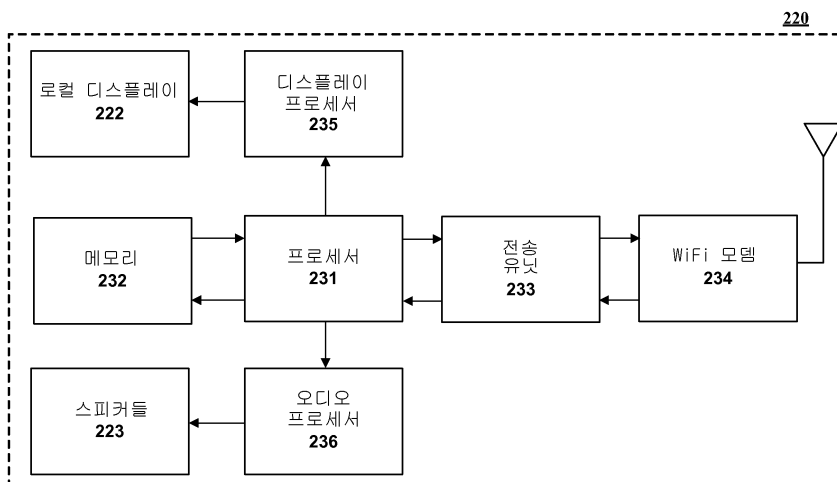 220
로컬 디스플레이
222
디스플레이
프로세서
235
메모리
232
프로세서
231
전송
유닛
233
WiFi 모뎀
234
스피커들
223
오디오
프로세서
236